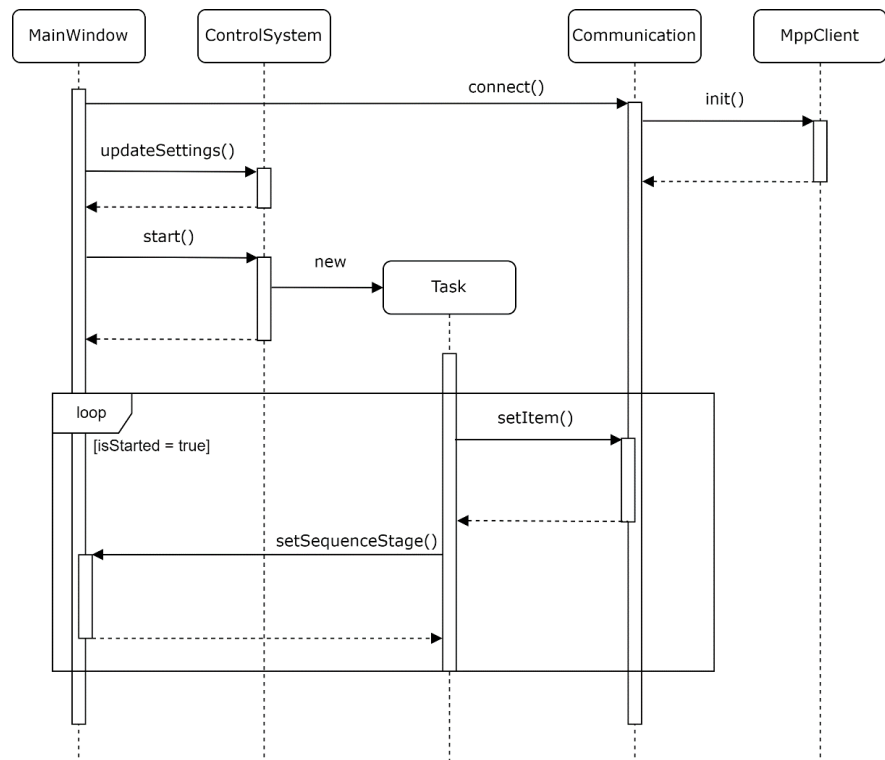 MainWindow
ControlSystem
Communication
MppClient
connect()
init()
updateSettings()
start()
new
Task
loop
[isStarted = true]
setItem()
setSequenceStage()